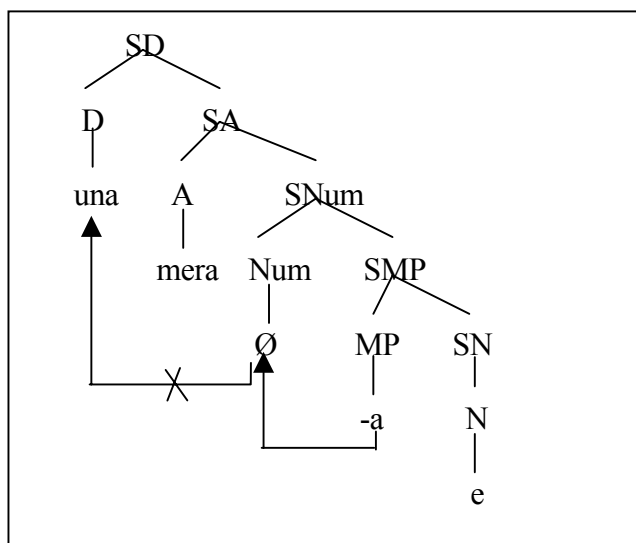 SD
D SA
una A SNum
mera Num SMP
Ø MP SN
-a N
e